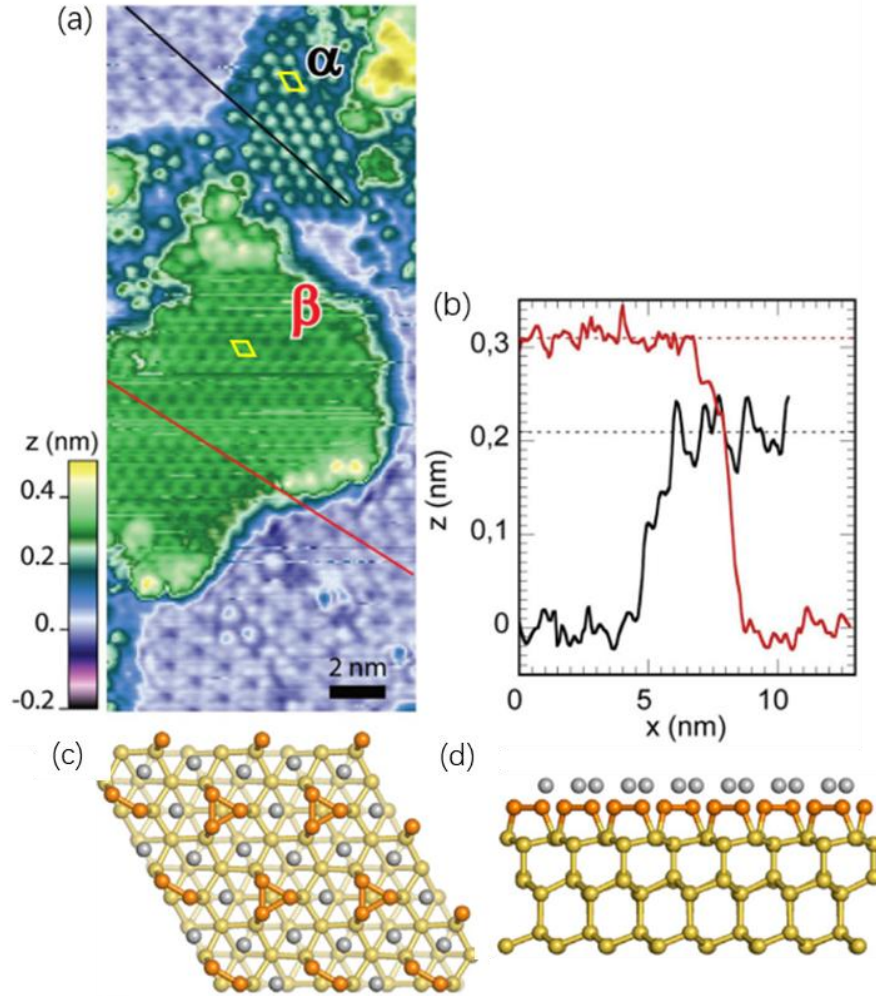 (a)
α
β
z (nm)
0.4
0.2
0.
-0.2
2 nm
(b)
0,3
0,2
0,1
0
z (nm)
0 5 10
x (nm)
(c)
(d)